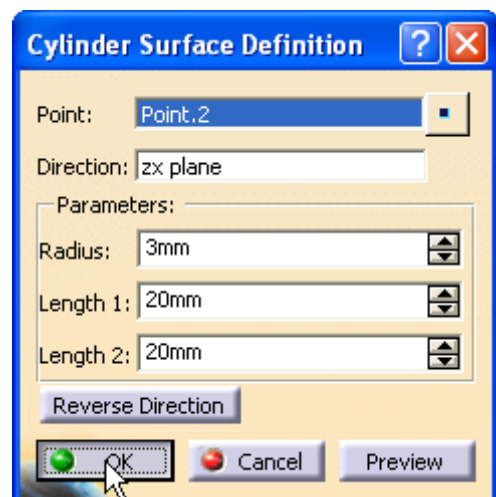 Cylinder Surface Definition ?
Point: Point.2
Direction: zx plane
Parameters:
Radius: 3mm
Length 1: 20mm
Length 2: 20mm
Reverse Direction
OK Cancel Preview